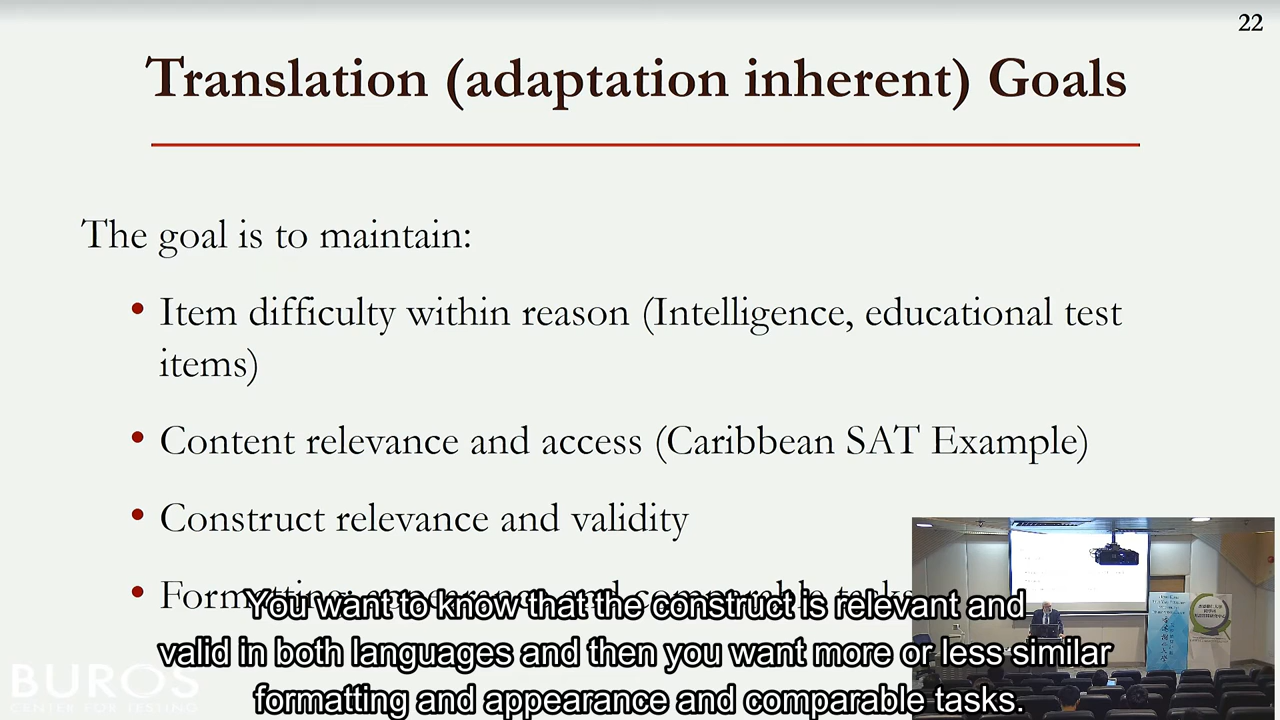 22
Translation (adaptation inherent) Goals
The goal is to maintain:
• Item difficulty within reason (Intelligence, educational test
items)
• Content relevance and access (Caribbean SAT Example)
• Construct relevance and validity
• Formatting: appearance and comparable tasks
You want to know that the construct is relevant and
valid in both languages and then you want more or less similar
formatting and appearance and comparable tasks.
BUROS
CENTER FOR TESTING